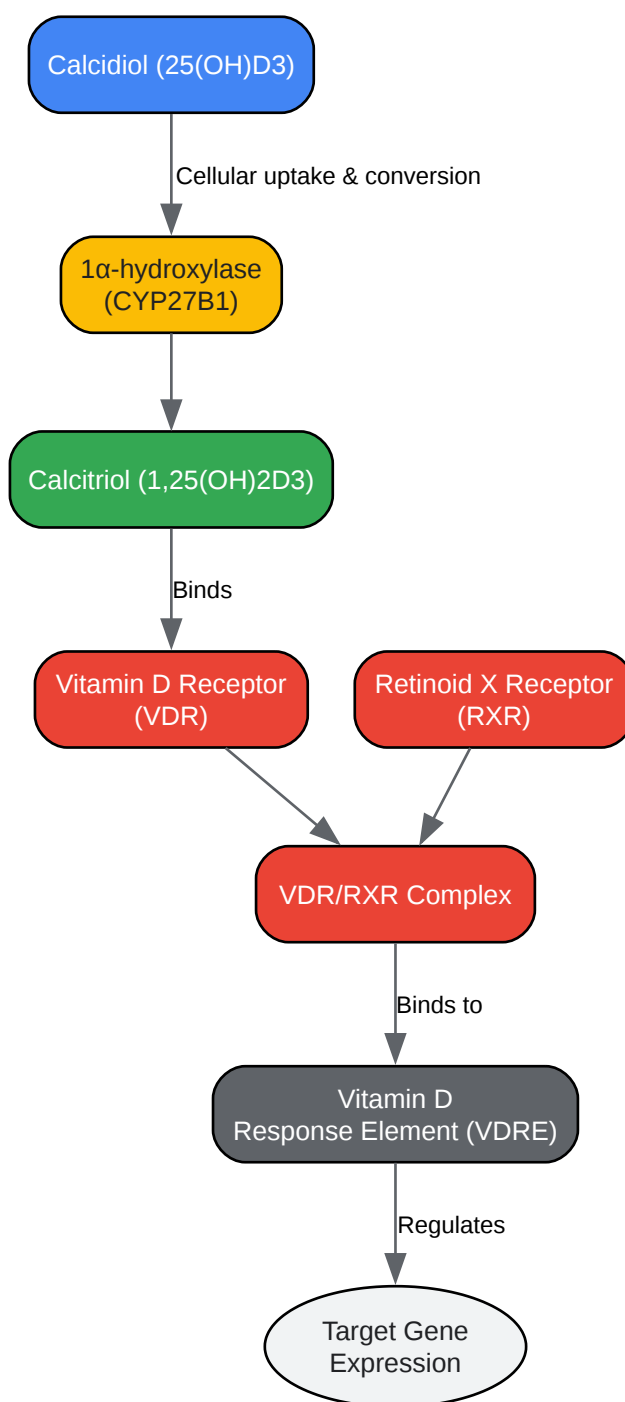 Calcidiol (25(OH)D3)
Cellular uptake & conversion
1α-hydroxylase
(CYP27B1)
Calcitriol (1,25(OH)2D3)
Binds
Vitamin D Receptor
(VDR)
Retinoid X Receptor
(RXR)
VDR/RXR Complex
Binds to
Vitamin D
Response Element (VDRE)
Regulates
Target Gene
Expression